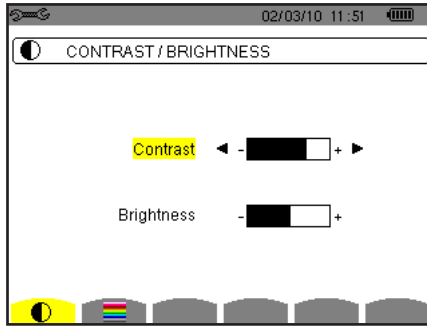 02/03/10 11:51
CONTRAST / BRIGHTNESS
Contrast - +
Brightness - +